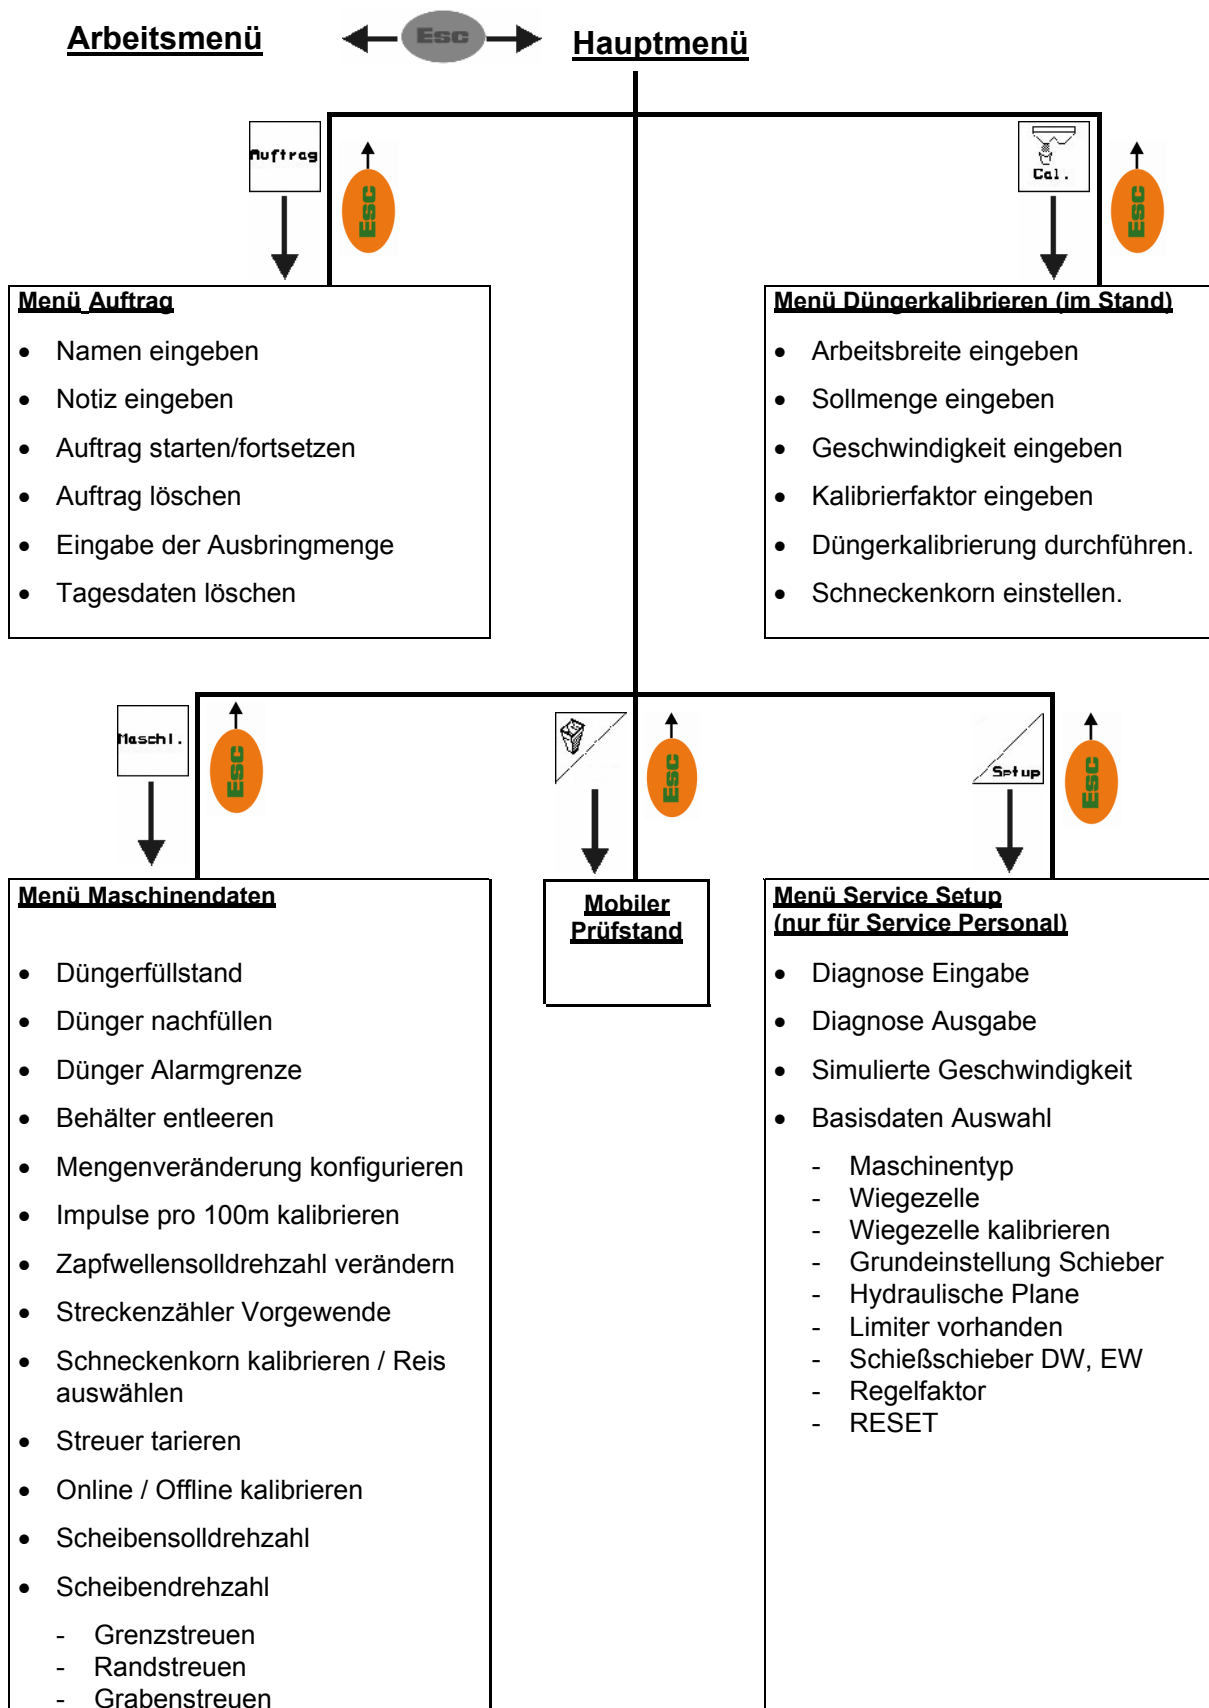 Arbeitsmenü
Esc
Hauptmenü
Auftrag
Esc
Cal.
Esc
Menü Auftrag
• Namen eingeben
• Notiz eingeben
• Auftrag starten/fortsetzen
• Auftrag löschen
• Eingabe der Ausbringmenge
• Tagesdaten löschen
Menü Düngerkalibrieren (im Stand)
• Arbeitsbreite eingeben
• Sollmenge eingeben
• Geschwindigkeit eingeben
• Kalibrierfaktor eingeben
• Düngerkalibrierung durchführen.
• Schneckenkorn einstellen.
Maschi.
Esc
Esc
Setup
Esc
Menü Maschinendaten
• Düngerfüllstand
• Dünger nachfüllen
• Dünger Alarmgrenze
• Behälter entleeren
• Mengenveränderung konfigurieren
• Impulse pro 100m kalibrieren
• Zapfwellensolldrehzahl verändern
• Streckenzähler Vorgewende
• Schneckenkorn kalibrieren / Reis
auswählen
• Streuer tarieren
• Online / Offline kalibrieren
• Scheibensolldrehzahl
• Scheibendrehzahl
- Grenzstreuen
- Randstreuen
- Grabenstreuen
Mobiler
Prüfstand
Menü Service Setup
(nur für Service Personal)
• Diagnose Eingabe
• Diagnose Ausgabe
• Simulierte Geschwindigkeit
• Basisdaten Auswahl
- Maschinentyp
- Wiegezelle
- Wiegezelle kalibrieren
- Grundeinstellung Schieber
- Hydraulische Plane
- Limiter vorhanden
- Schießschieber DW, EW
- Regelfaktor
- RESET